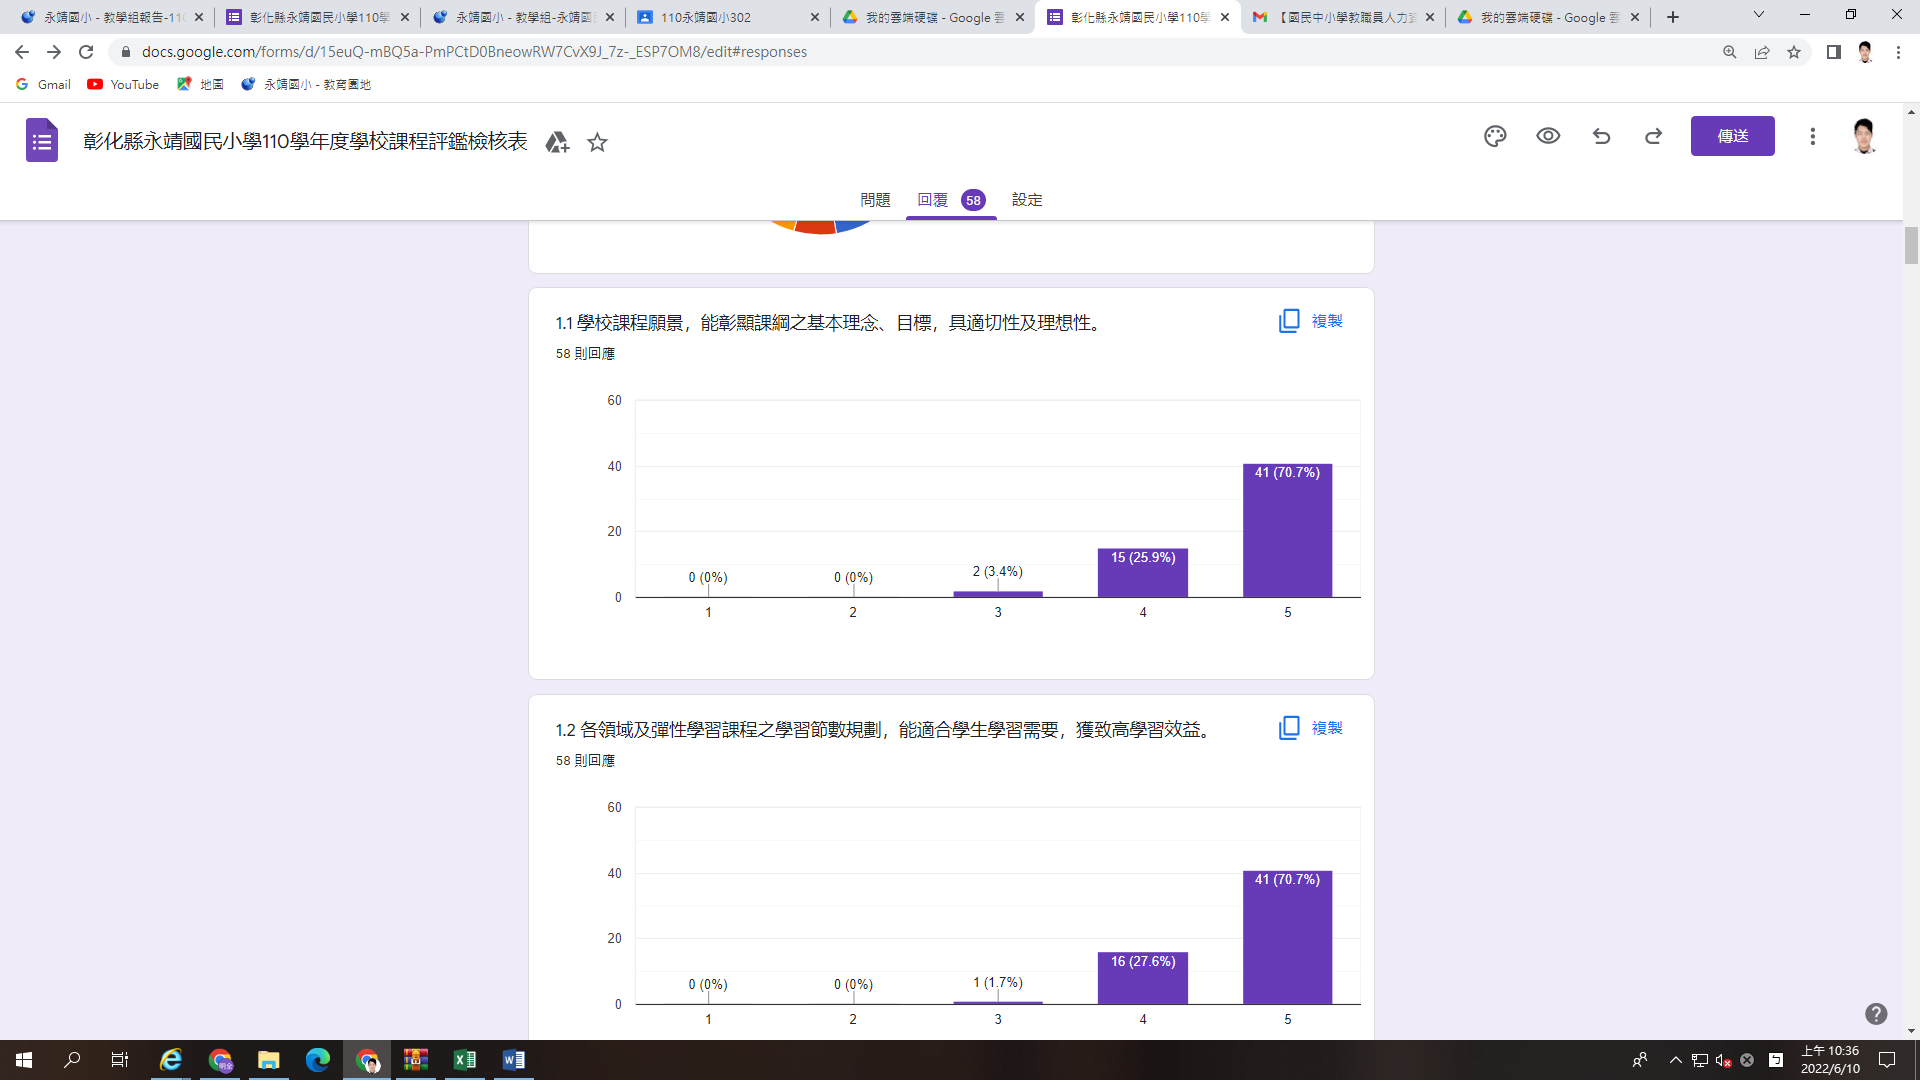 永靖國小 - 教學組報告-110
彰化縣永靖國民小學110學
永靖國小 - 教學組-永靖國
110永靖國小302
我的雲端硬碟 - Google 雲
彰化縣永靖國民小學110學
【國民中小學教職員人力資
我的雲端硬碟 - Google 雲
docs.google.com/forms/d/15euQ-mBQ5a-PmPCtD0BneowRW7CvX9J_7z-_ESP7OM8/edit#responses
Gmail
YouTube
地圖
永靖國小 - 教育園地
彰化縣永靖國民小學110學年度學校課程評鑑檢核表
傳送
問題
回覆 58
設定
1.1 學校課程願景，能彰顯課綱之基本理念、目標，具適切性及理想性。
複製
58 則回應
60
40
20
0
0 (0%)
0 (0%)
2 (3.4%)
15 (25.9%)
41 (70.7%)
1 2 3 4 5
1.2 各領域及彈性學習課程之學習節數規劃，能適合學生學習需要，獲致高學習效益。
複製
58 則回應
60
40
20
0
0 (0%)
0 (0%)
1 (1.7%)
16 (27.6%)
41 (70.7%)
1 2 3 4 5
上午 10:36
2022/6/10